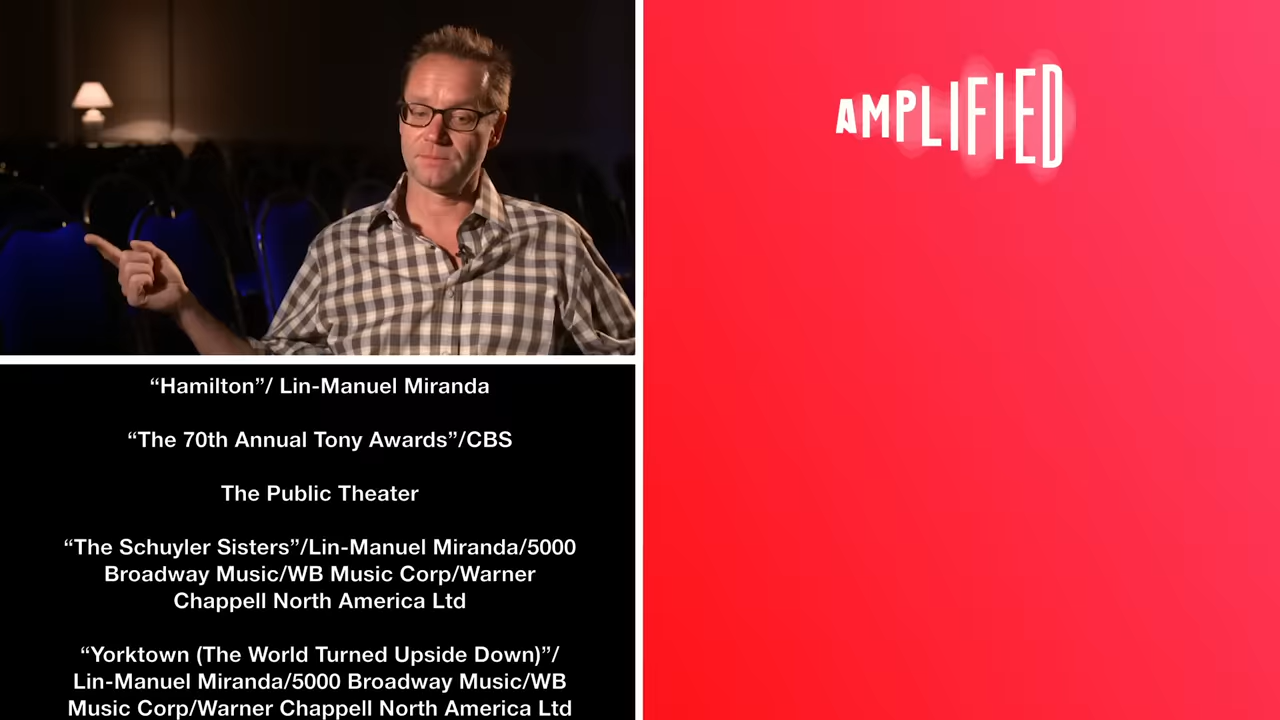 “Hamilton”/ Lin-Manuel Miranda
“The 70th Annual Tony Awards”/CBS
The Public Theater
“The Schuyler Sisters”/Lin-Manuel Miranda/5000
Broadway Music/WB Music Corp/Warner
Chappell North America Ltd
“Yorktown (The World Turned Upside Down)”/
Lin-Manuel Miranda/5000 Broadway Music/WB
Music Corp/Warner Chappell North America Ltd
AMPLIFIED